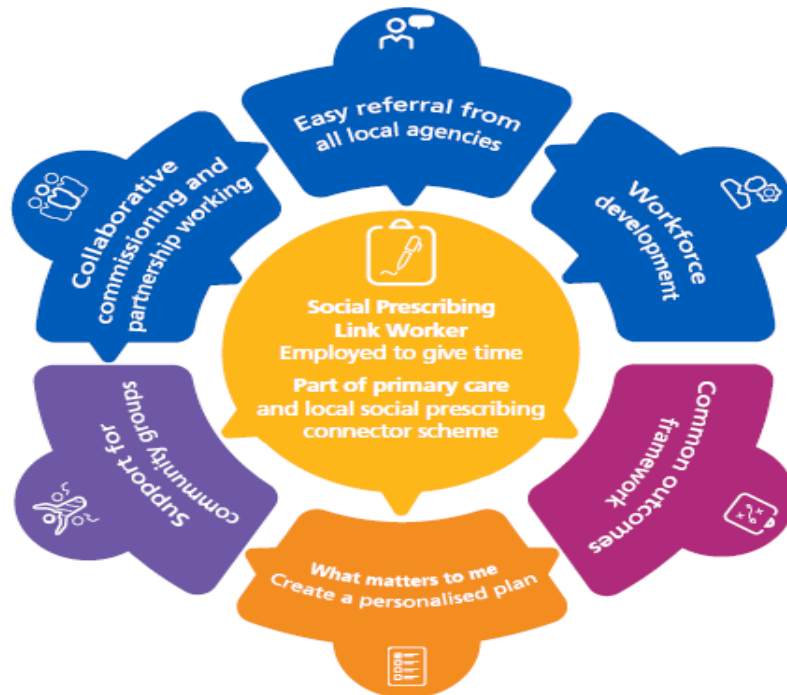 Easy referral from
all local agencies
Workforce
development
Common outcomes
framework
What matters to me
Create a personalised plan
Support for
community groups
Collaborative
commissioning and
partnership working
Social Prescribing
Link Worker
Employed to give time
Part of primary care
and local social prescribing
connector scheme